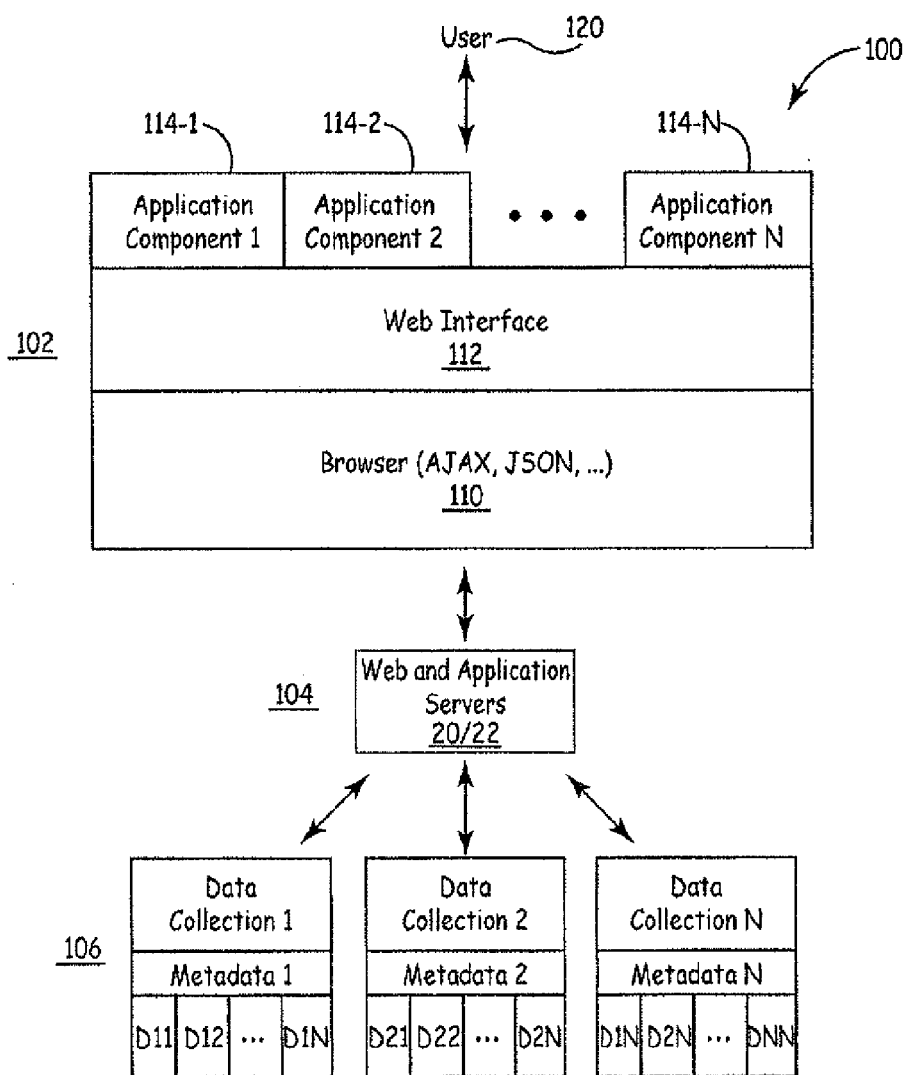 User 120
100
114-1 114-2 114-N
Application Component 1
Application Component 2
• • •
Application Component N
Web Interface
112
102
Browser (AJAX, JSON, ...)
110
Web and Application
Servers
20/22
104
Data Collection 1
Data Collection 2
Data Collection N
106
Metadata 1 Metadata 2 Metadata N
D11 D12 ... D1N D21 D22 ... D2N D1N D2N ... DNN